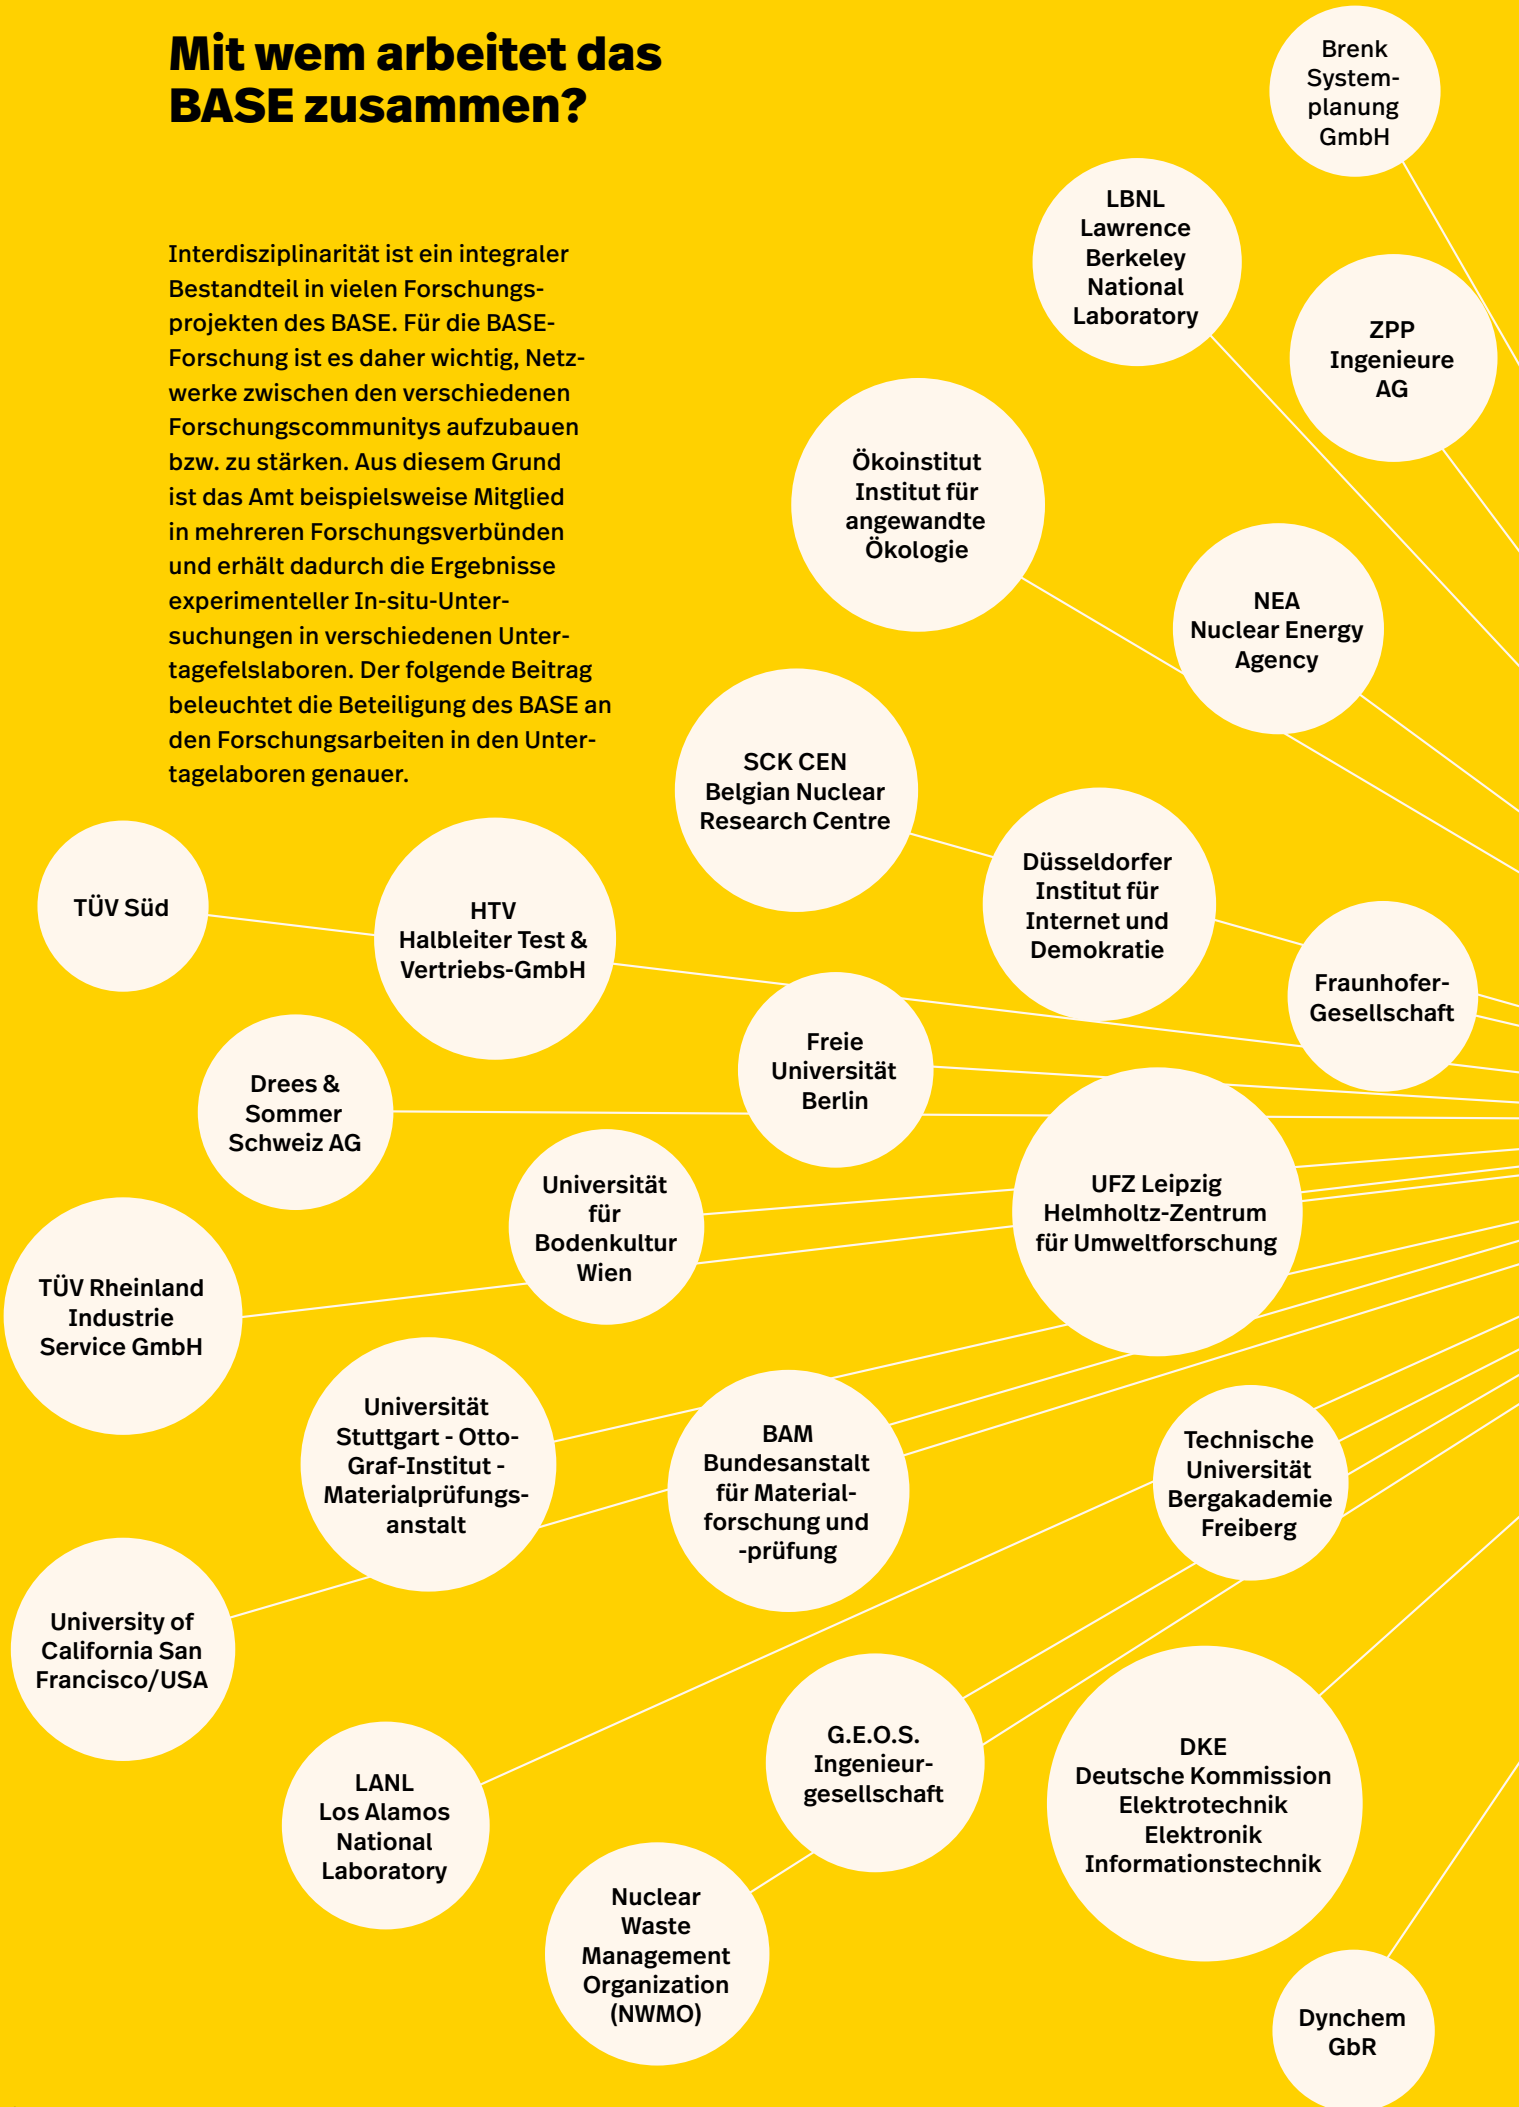 Mit wem arbeitet das
BASE zusammen?
Interdisziplinarität ist ein integraler
Bestandteil in vielen Forschungs-
projekten des BASE. Für die BASE-
Forschung ist es daher wichtig, Netz-
werke zwischen den verschiedenen
Forschungscommunitys aufzubauen
bzw. zu stärken. Aus diesem Grund
ist das Amt beispielsweise Mitglied
in mehreren Forschungsverbünden
und erhält dadurch die Ergebnisse
experimenteller In-situ-Unter-
suchungen in verschiedenen Unter-
tagefelslaboren. Der folgende Beitrag
beleuchtet die Beteiligung des BASE an
den Forschungsarbeiten in den Unter-
tagelaboren genauer.
Brenk
System-
planung
GmbH
LBNL
Lawrence
Berkeley
National
Laboratory
ZPP
Ingenieure
AG
Ökoinstitut
Institut für
angewandte
Ökologie
NEA
Nuclear Energy
Agency
SCK CEN
Belgian Nuclear
Research Centre
Düsseldorfer
Institut für
Internet und
Demokratie
TÜV Süd
HTV
Halbleiter Test &
Vertriebs-GmbH
Fraunhofer-
Gesellschaft
Freie
Universität
Berlin
Drees &
Sommer
Schweiz AG
Universität
für
Bodenkultur
Wien
UFZ Leipzig
Helmholtz-Zentrum
für Umweltforschung
TÜV Rheinland
Industrie
Service GmbH
Universität
Stuttgart - Otto-
Graf-Institut -
Materialprüfungs-
anstalt
BAM
Bundesanstalt
für Material-
forschung und
-prüfung
Technische
Universität
Bergakademie
Freiberg
University of
California San
Francisco/USA
G.E.O.S.
Ingenieur-
gesellschaft
DKE
Deutsche Kommission
Elektrotechnik
Elektronik
Informationstechnik
LANL
Los Alamos
National
Laboratory
Nuclear
Waste
Management
Organization
(NWMO)
Dynchem
GbR